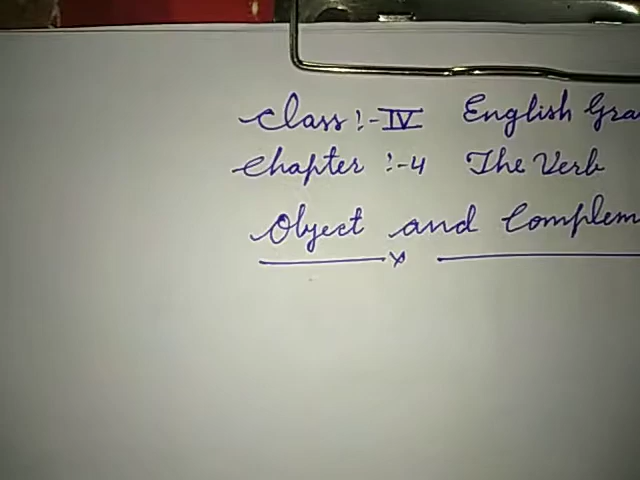 Class :- IV English Gra
Chapter :- 4 The Verb
Object and Complem